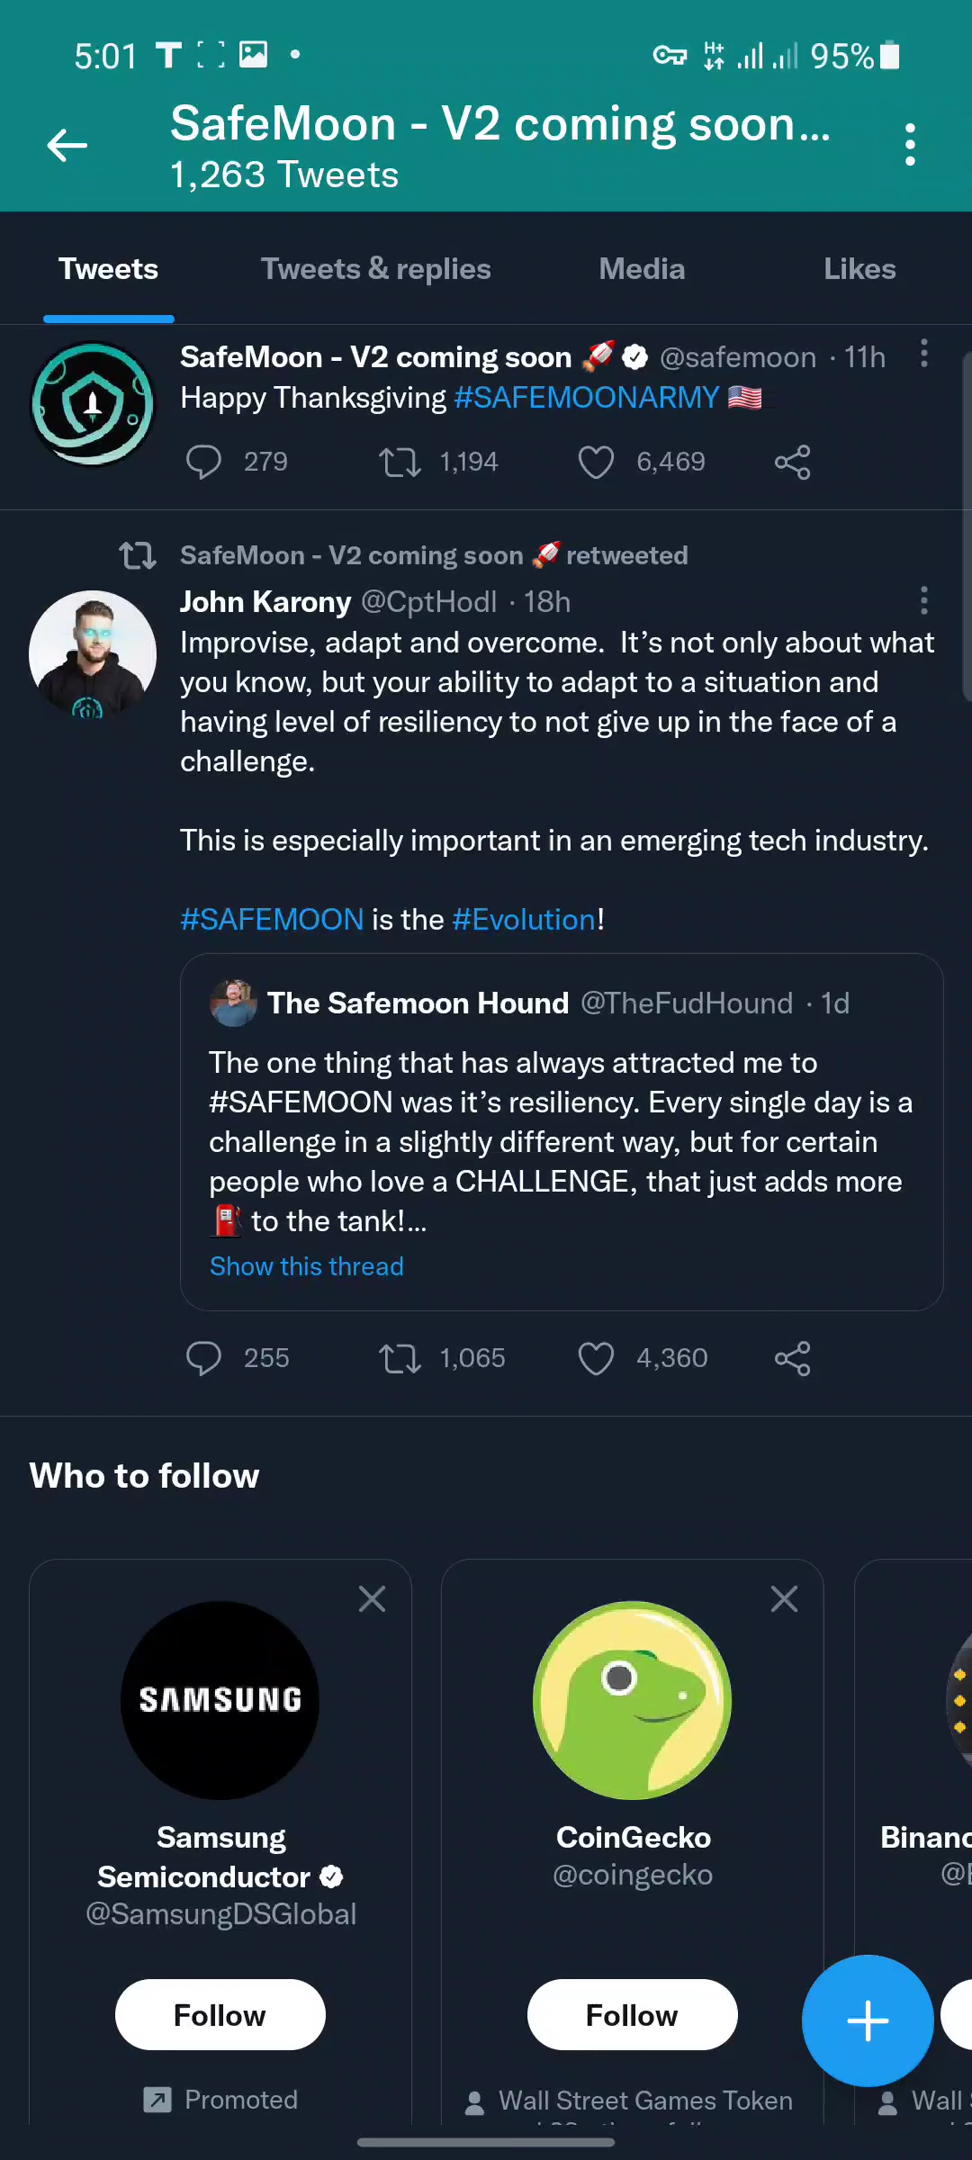 5:01 T 95%
SafeMoon - V2 coming soon...
1,263 Tweets
Tweets Tweets & replies Media Likes
SafeMoon - V2 coming soon 🚀 @safemoon · 11h
Happy Thanksgiving #SAFEMOONARMY 🇺🇸
279 1,194 6,469
SafeMoon - V2 coming soon 🚀 retweeted
John Karony @CptHodl · 18h
Improvise, adapt and overcome.  It’s not only about what
you know, but your ability to adapt to a situation and
having level of resiliency to not give up in the face of a
challenge.
This is especially important in an emerging tech industry.
#SAFEMOON is the #Evolution!
The Safemoon Hound @TheFudHound · 1d
The one thing that has always attracted me to
#SAFEMOON was it’s resiliency. Every single day is a
challenge in a slightly different way, but for certain
people who love a CHALLENGE, that just adds more
⛽ to the tank!...
Show this thread
255 1,065 4,360
Who to follow
SAMSUNG
Samsung
Semiconductor
@SamsungDSGlobal
Follow
Promoted
CoinGecko
@coingecko
Follow
Wall Street Games Token
Binanc
Wall